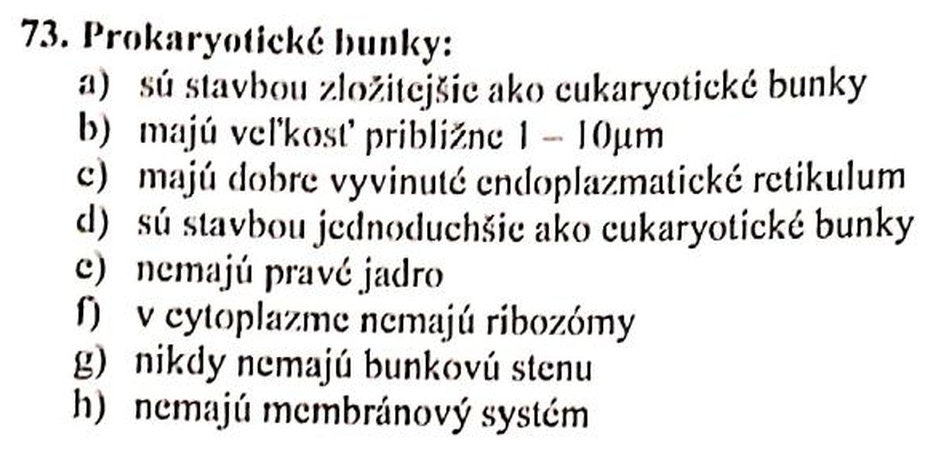 73. Prokaryotické bunky:
a) sú stavbou zložitejšie ako eukaryotické bunky
b) majú veľkosť približne 1 – 10µm
c) majú dobre vyvinuté endoplazmatické retikulum
d) sú stavbou jednoduchšie ako eukaryotické bunky
e) nemajú pravé jadro
f) v cytoplazme nemajú ribozómy
g) nikdy nemajú bunkovú stenu
h) nemajú membránový systém